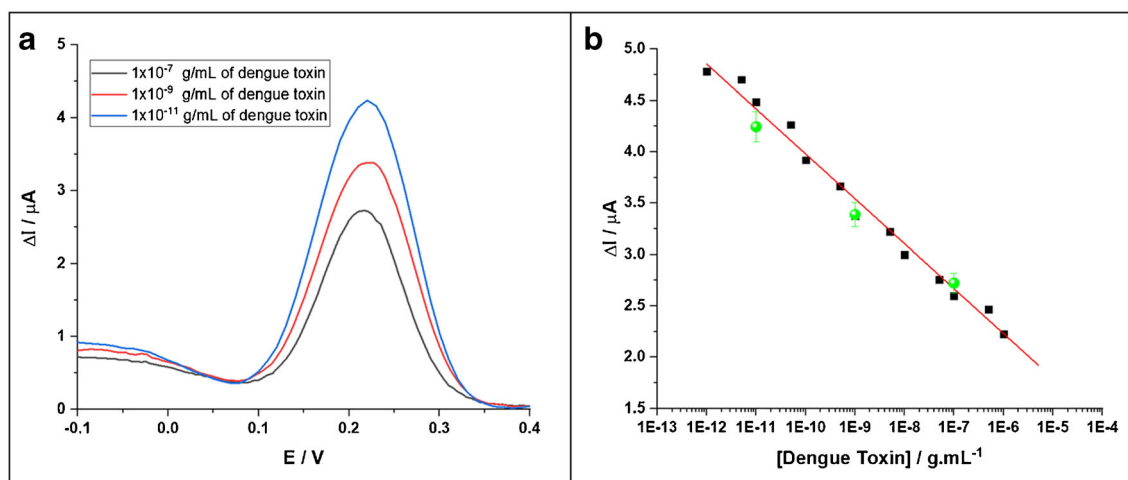 a
5
4
3
2
1
0
ΔI / μA
1x10⁻⁷ g/mL of dengue toxin
1x10⁻⁹ g/mL of dengue toxin
1x10⁻¹¹ g/mL of dengue toxin
-0.1 0.0 0.1 0.2 0.3 0.4
E / V
b
5.0
4.5
4.0
3.5
3.0
2.5
2.0
1.5
ΔI / μA
1E-13 1E-12 1E-11 1E-10 1E-9 1E-8 1E-7 1E-6 1E-5 1E-4
[Dengue Toxin] / g.mL⁻¹